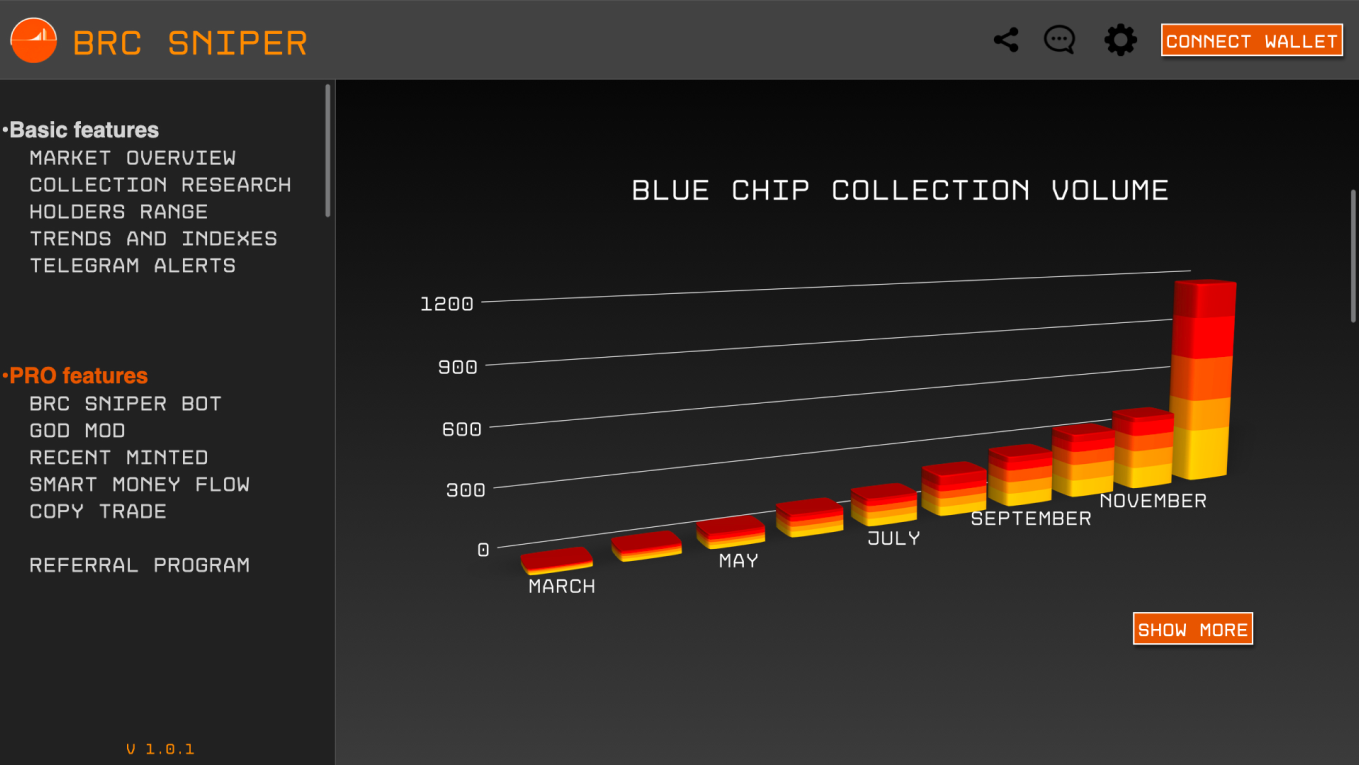 BRC SNIPER
CONNECT WALLET
•Basic features
MARKET OVERVIEW
COLLECTION RESEARCH
HOLDERS RANGE
TRENDS AND INDEXES
TELEGRAM ALERTS
•PRO features
BRC SNIPER BOT
GOD MOD
RECENT MINTED
SMART MONEY FLOW
COPY TRADE
REFERRAL PROGRAM
V 1.0.1
BLUE CHIP COLLECTION VOLUME
1200
900
600
300
0
MARCH
MAY
JULY
SEPTEMBER
NOVEMBER
SHOW MORE